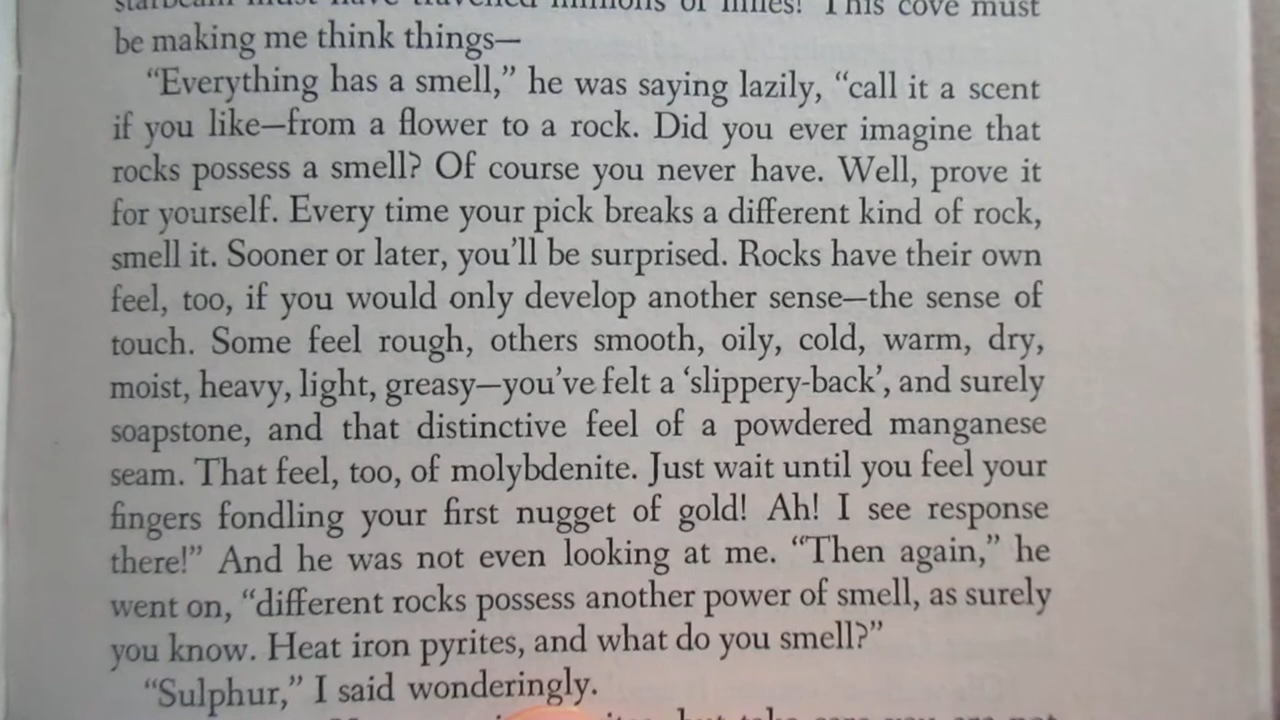 starbeam must have travelled millions of miles! This cove must
be making me think things—
“Everything has a smell,” he was saying lazily, “call it a scent
if you like—from a flower to a rock. Did you ever imagine that
rocks possess a smell? Of course you never have. Well, prove it
for yourself. Every time your pick breaks a different kind of rock,
smell it. Sooner or later, you’ll be surprised. Rocks have their own
feel, too, if you would only develop another sense—the sense of
touch. Some feel rough, others smooth, oily, cold, warm, dry,
moist, heavy, light, greasy—you’ve felt a ‘slippery-back’, and surely
soapstone, and that distinctive feel of a powdered manganese
seam. That feel, too, of molybdenite. Just wait until you feel your
fingers fondling your first nugget of gold! Ah! I see response
there!” And he was not even looking at me. “Then again,” he
went on, “different rocks possess another power of smell, as surely
you know. Heat iron pyrites, and what do you smell?”
“Sulphur,” I said wonderingly.
but take care you are not